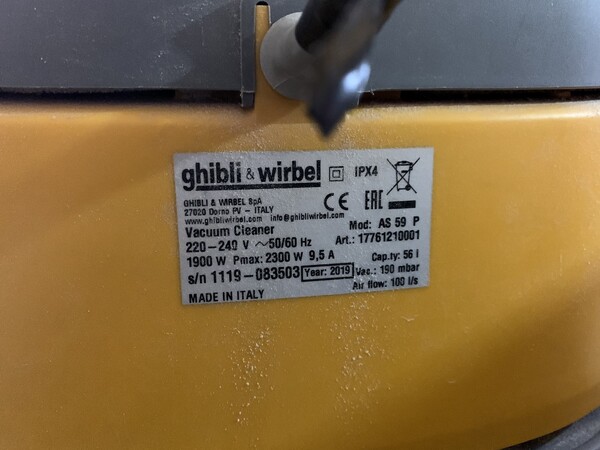 ghibli & wirbel IPX4
GHIBLI & WIRBEL SpA
27020 Dorno PV – ITALY
www.ghibliwirbel.com info@ghibliwirbel.com
CE EAC
Vacuum Cleaner Mod: AS 59 P
220–240 V ~50/60 Hz Art.: 17761210001
1900 W Pmax: 2300 W 9,5 A Cap.ty: 56 l
s/n 1119-083503 Year: 2019 Vac.: 190 mbar
MADE IN ITALY Air flow: 100 l/s